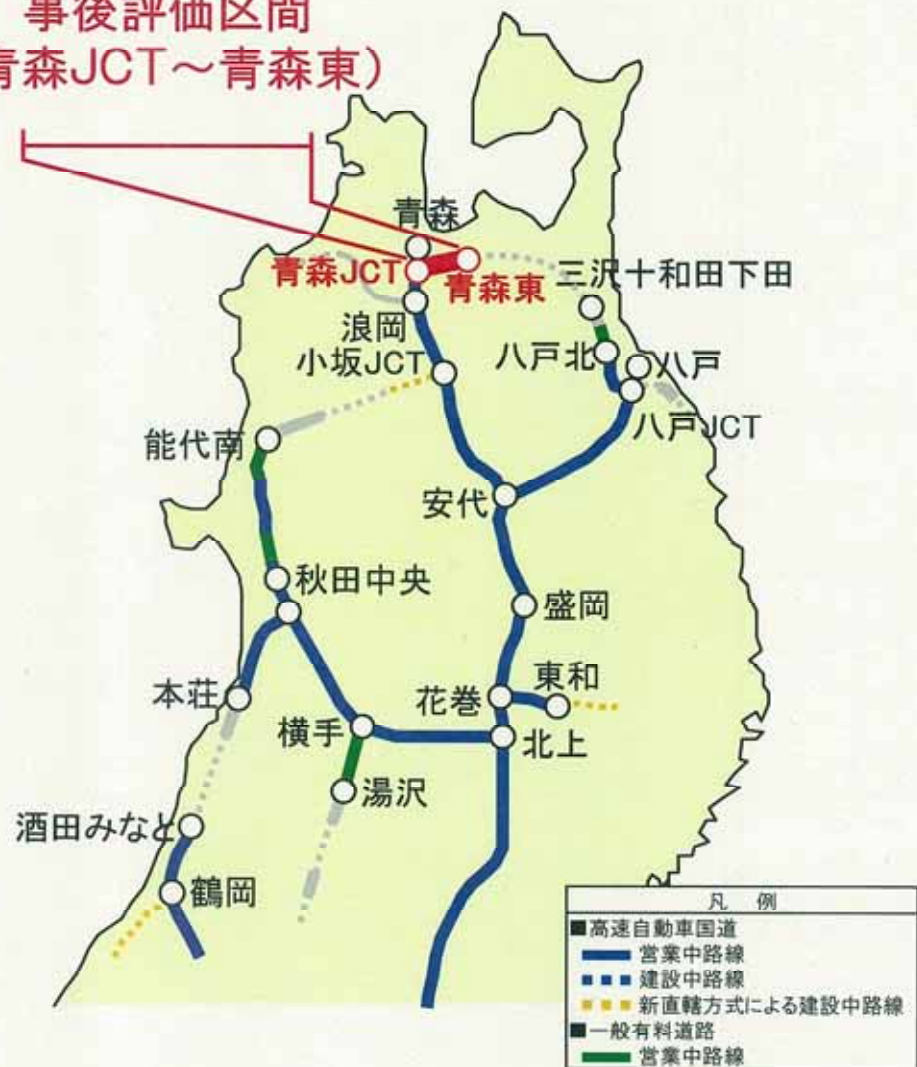 事後評価区間
青森JCT～青森東）
青森
青森JCT
青森東
三沢十和田下田
浪岡
小坂JCT
八戸北
八戸
八戸JCT
能代南
安代
秋田中央
盛岡
本荘
花巻
東和
横手
北上
湯沢
酒田みなと
鶴岡
凡 例
■高速自動車国道
営業中路線
建設中路線
新直轄方式による建設中路線
■一般有料道路
営業中路線